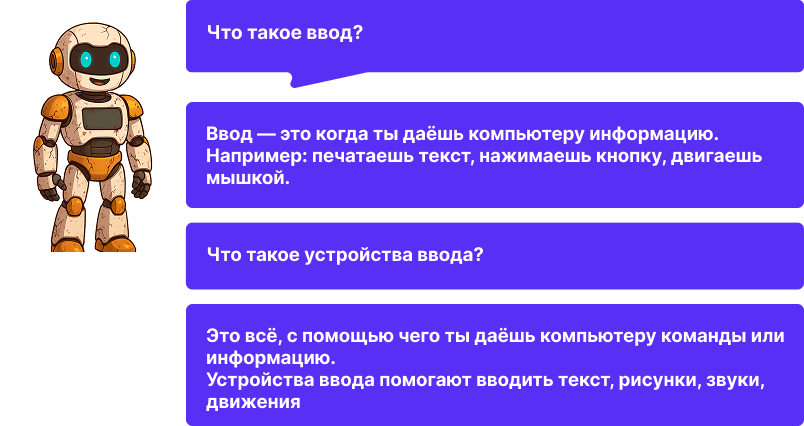 Что такое ввод?
Ввод — это когда ты даёшь компьютеру информацию.
Например: печатаешь текст, нажимаешь кнопку, двигаешь
мышкой.
Что такое устройства ввода?
Это всё, с помощью чего ты даёшь компьютеру команды или
информацию.
Устройства ввода помогают вводить текст, рисунки, звуки,
движения